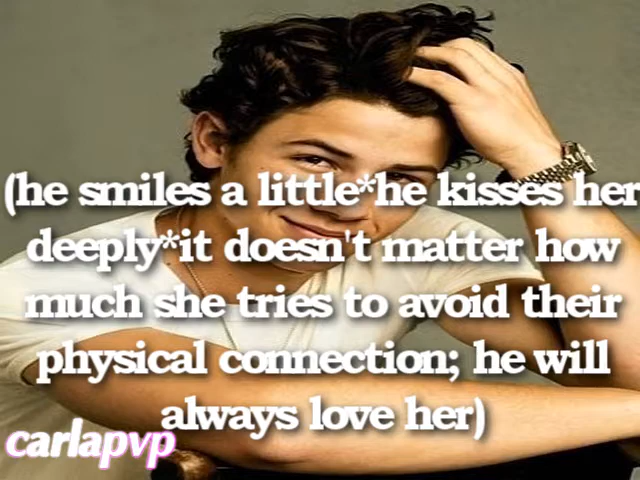 (he smiles a little*he kisses her
deeply*it doesn't matter how
much she tries to avoid their
physical connection; he will
always love her)
carlapvp